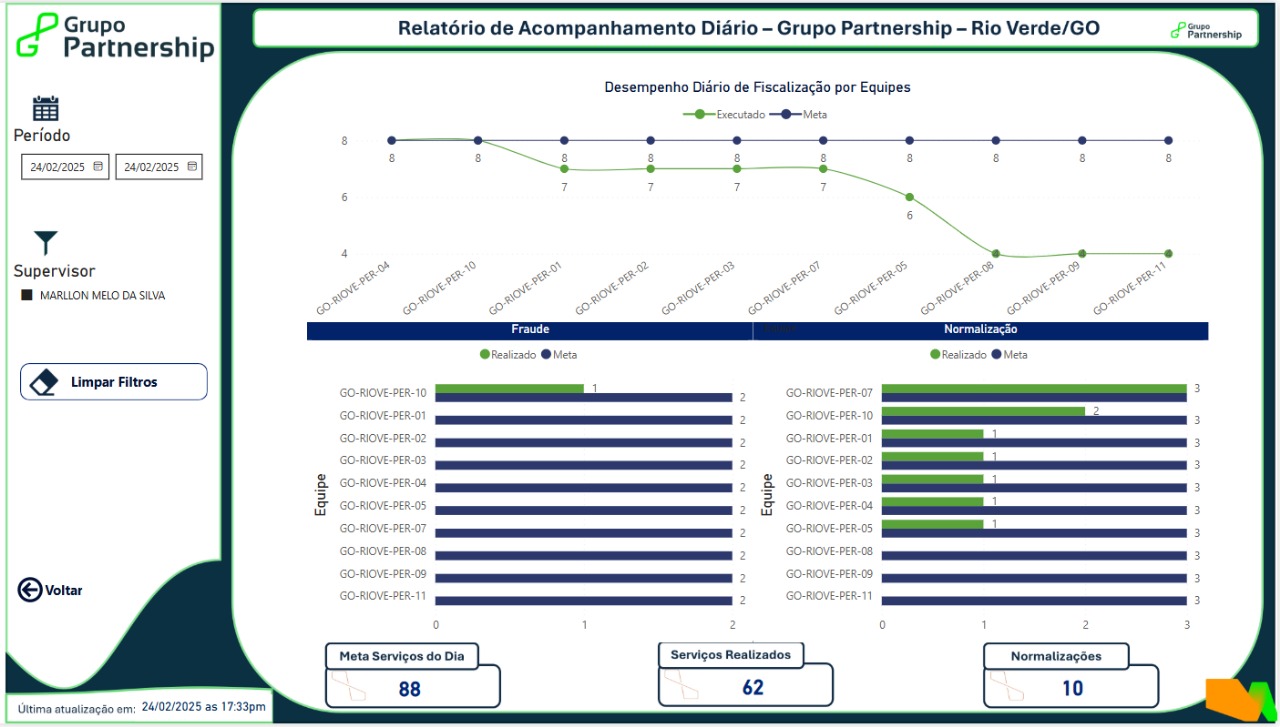 Grupo
Partnership
Relatório de Acompanhamento Diário – Grupo Partnership – Rio Verde/GO
Grupo
Partnership
Período
24/02/2025 24/02/2025
Supervisor
MARLLON MELO DA SILVA
Limpar Filtros
Voltar
Última atualização em: 24/02/2025 as 17:33pm
Desempenho Diário de Fiscalização por Equipes
Executado Meta
8
6
4
8 8 8 8 8 8 8 8 8 8
7 7 7 7
6
4 4 4
GO-RIOVE-PER-04 GO-RIOVE-PER-10 GO-RIOVE-PER-01 GO-RIOVE-PER-02 GO-RIOVE-PER-03 GO-RIOVE-PER-07 GO-RIOVE-PER-05 GO-RIOVE-PER-08 GO-RIOVE-PER-09 GO-RIOVE-PER-11
Fraude
Realizado Meta
Equipe
GO-RIOVE-PER-10 1 2
GO-RIOVE-PER-01 2
GO-RIOVE-PER-02 2
GO-RIOVE-PER-03 2
GO-RIOVE-PER-04 2
GO-RIOVE-PER-05 2
GO-RIOVE-PER-07 2
GO-RIOVE-PER-08 2
GO-RIOVE-PER-09 2
GO-RIOVE-PER-11 2
0 1 2
Normalização
Realizado Meta
Equipe
GO-RIOVE-PER-07 3
GO-RIOVE-PER-10 2 3
GO-RIOVE-PER-01 1 3
GO-RIOVE-PER-02 1 3
GO-RIOVE-PER-03 1 3
GO-RIOVE-PER-04 1 3
GO-RIOVE-PER-05 1 3
GO-RIOVE-PER-08 3
GO-RIOVE-PER-09 3
GO-RIOVE-PER-11 3
0 1 2 3
Meta Serviços do Dia
88
Serviços Realizados
62
Normalizações
10